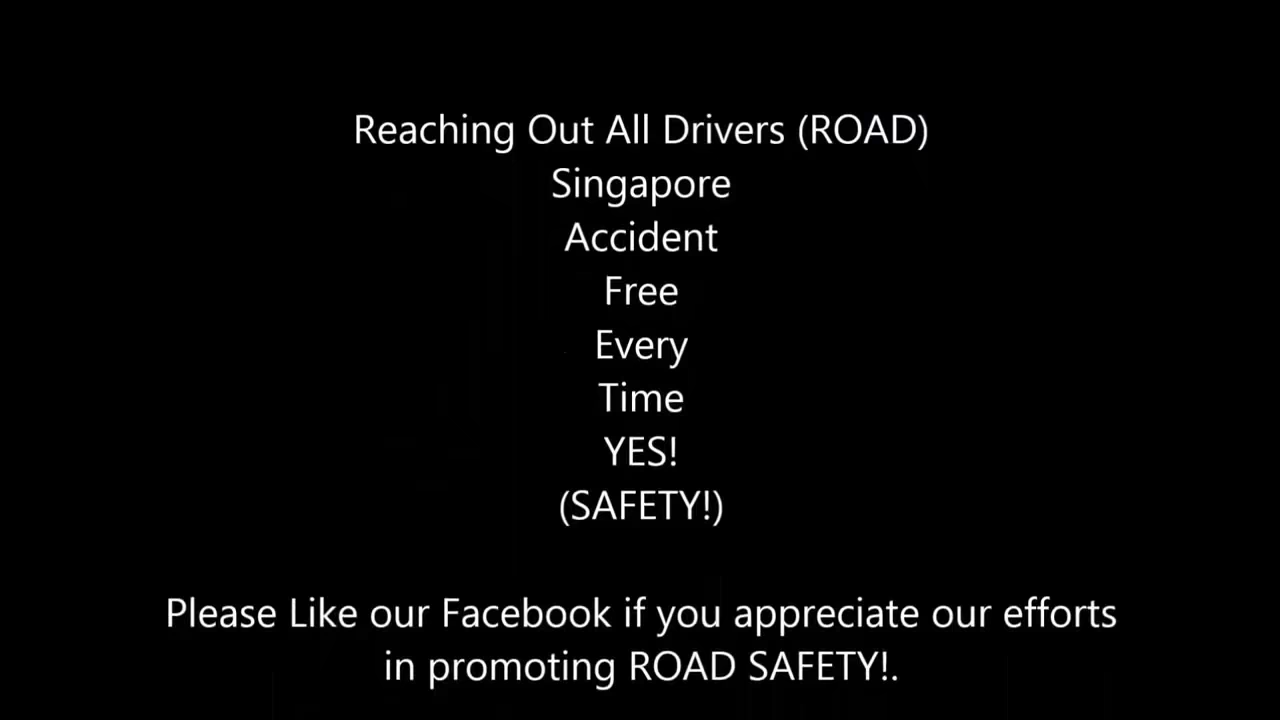 Reaching Out All Drivers (ROAD)
Singapore
Accident
Free
Every
Time
YES!
(SAFETY!)
Please Like our Facebook if you appreciate our efforts
in promoting ROAD SAFETY!.